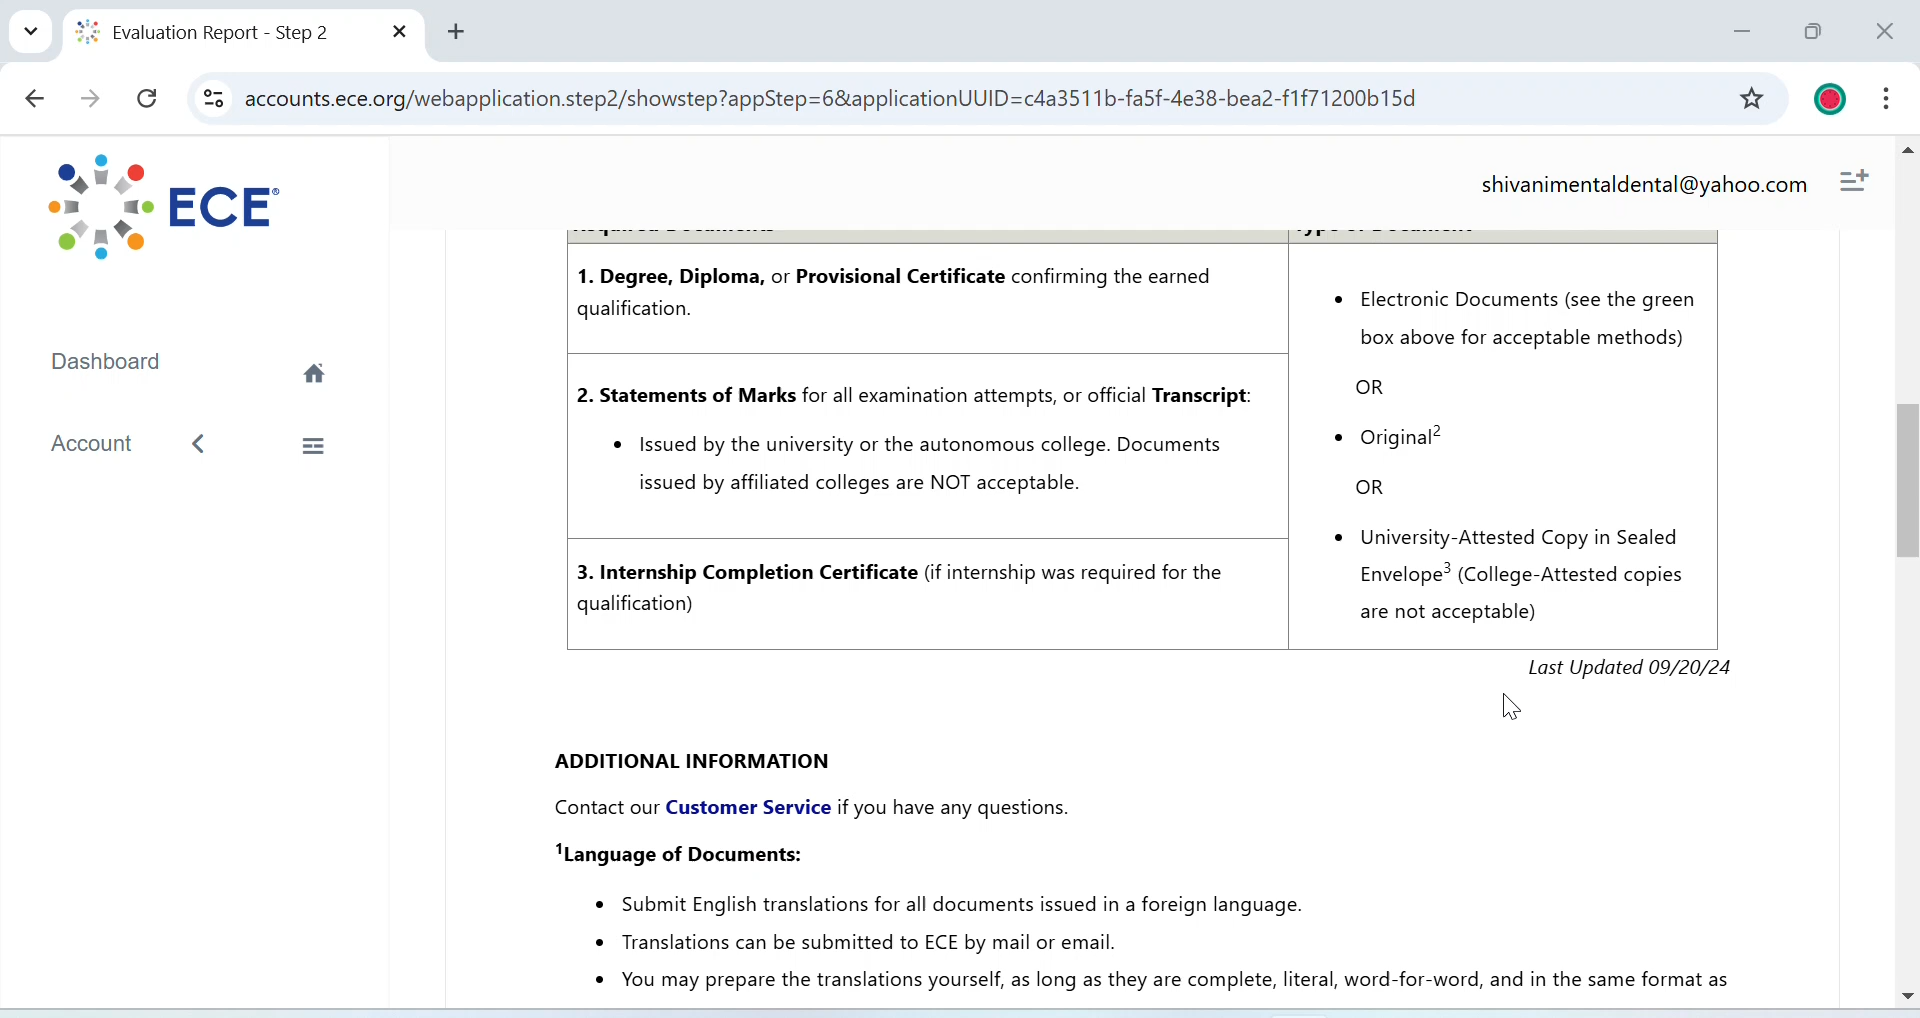 Evaluation Report - Step 2
accounts.ece.org/webapplication.step2/showstep?appStep=6&applicationUUID=c4a3511b-fa5f-4e38-bea2-f1f71200b15d
ECE®
shivanimentaldental@yahoo.com
Dashboard
Account
1. Degree, Diploma, or Provisional Certificate confirming the earned
qualification.
2. Statements of Marks for all examination attempts, or official Transcript:
• Issued by the university or the autonomous college. Documents
issued by affiliated colleges are NOT acceptable.
3. Internship Completion Certificate (if internship was required for the
qualification)
• Electronic Documents (see the green
box above for acceptable methods)
OR
• Original2
OR
• University-Attested Copy in Sealed
Envelope3 (College-Attested copies
are not acceptable)
Last Updated 09/20/24
ADDITIONAL INFORMATION
Contact our Customer Service if you have any questions.
1Language of Documents:
• Submit English translations for all documents issued in a foreign language.
• Translations can be submitted to ECE by mail or email.
• You may prepare the translations yourself, as long as they are complete, literal, word-for-word, and in the same format as